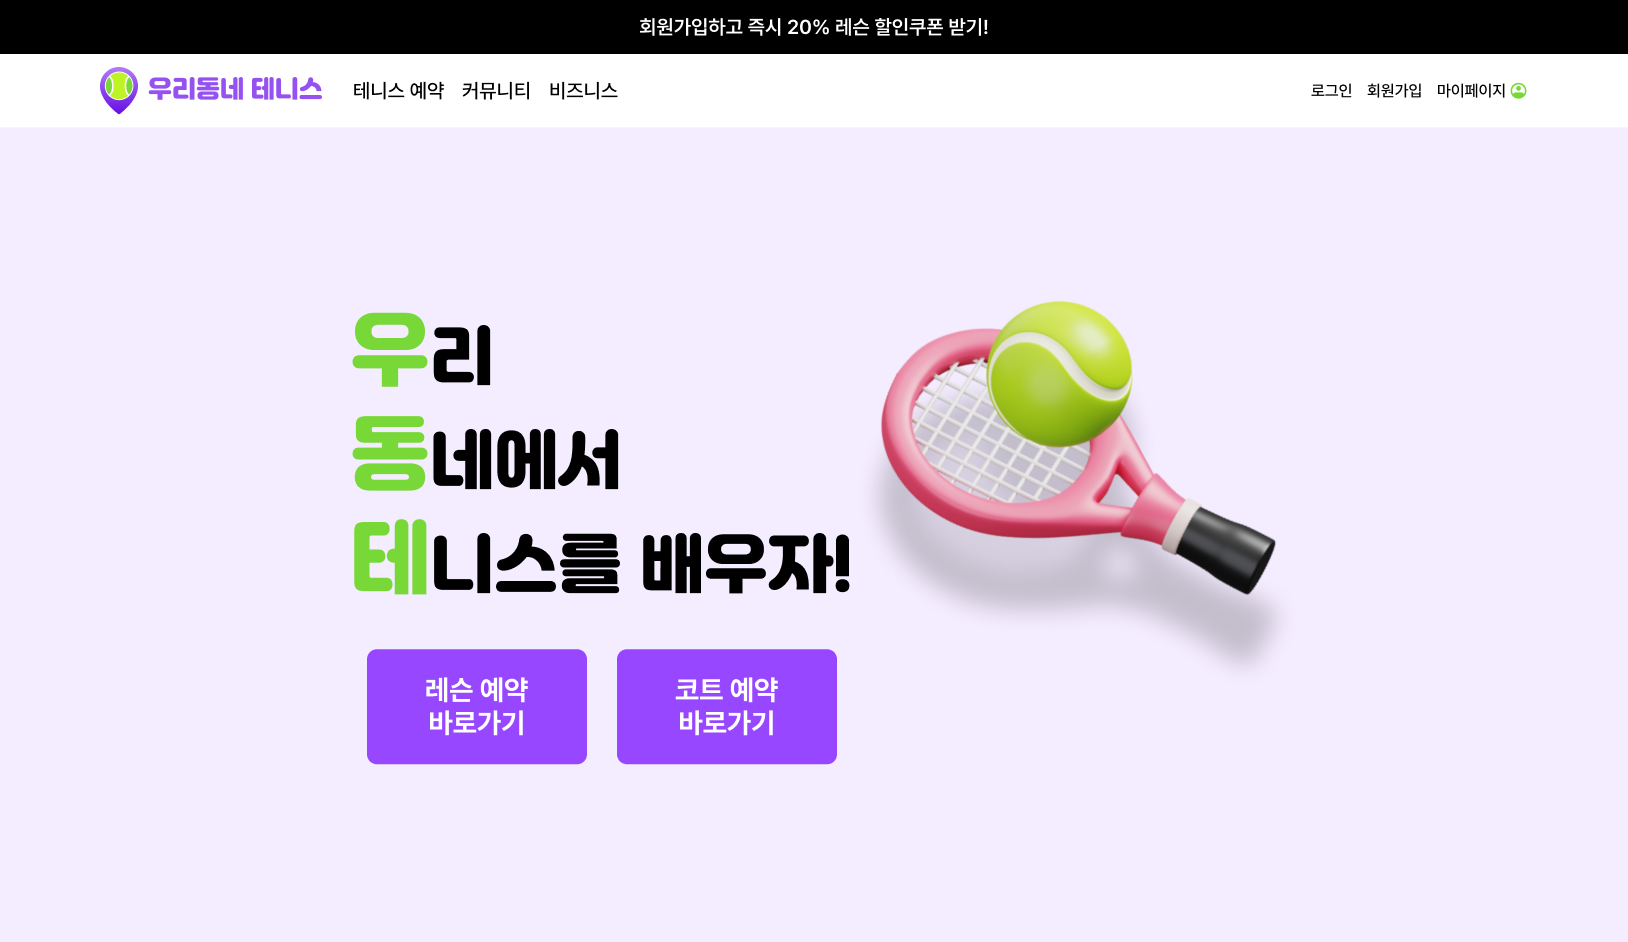 회원가입하고 즉시 20% 레슨 할인쿠폰 받기!
우리동네 테니스 테니스 예약 커뮤니티 비즈니스 로그인 회원가입 마이페이지
우리
동네에서
테니스를 배우자!
레슨 예약
바로가기
코트 예약
바로가기